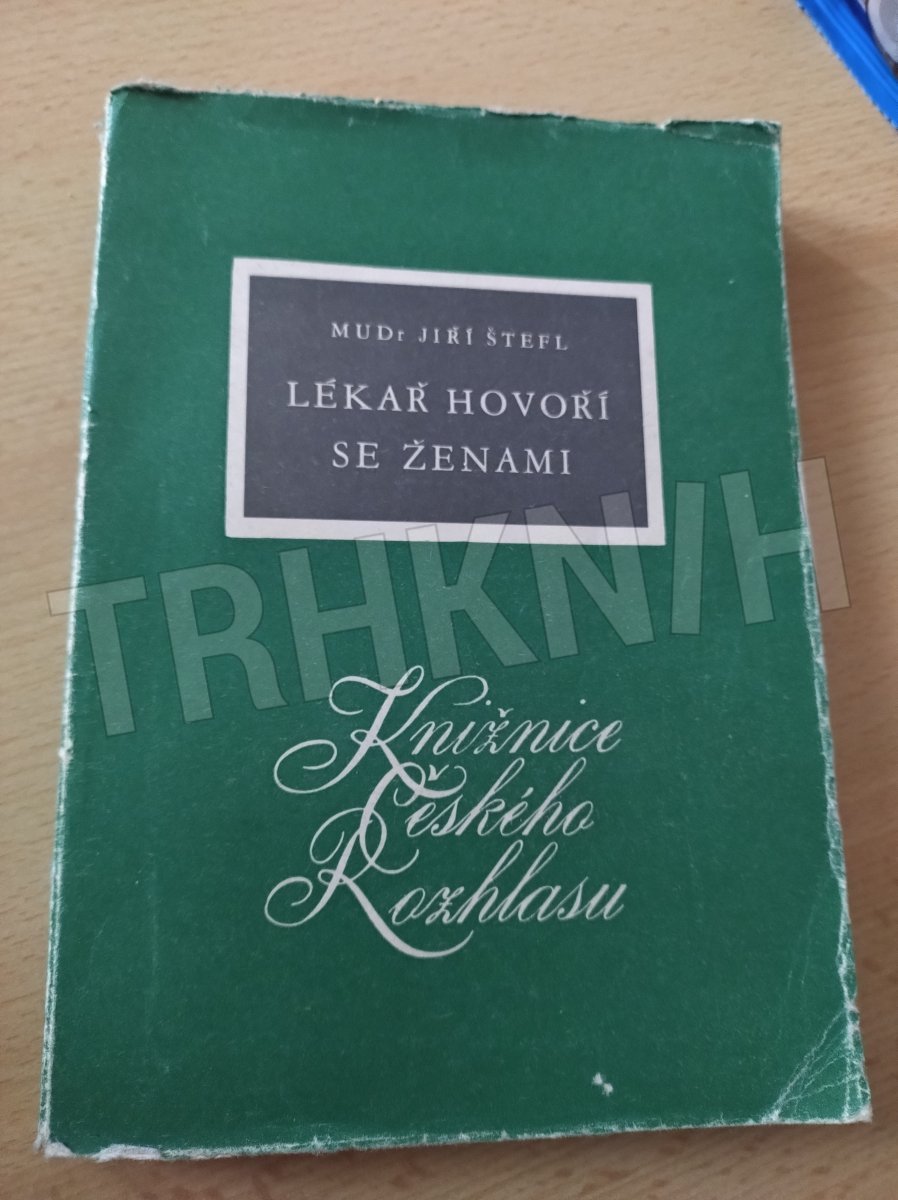 MUDr JIŘÍ ŠTEFL
LÉKAŘ HOVOŘÍ
SE ŽENAMI
TRHKNIH
Knižnice
Českého
Rozhlasu